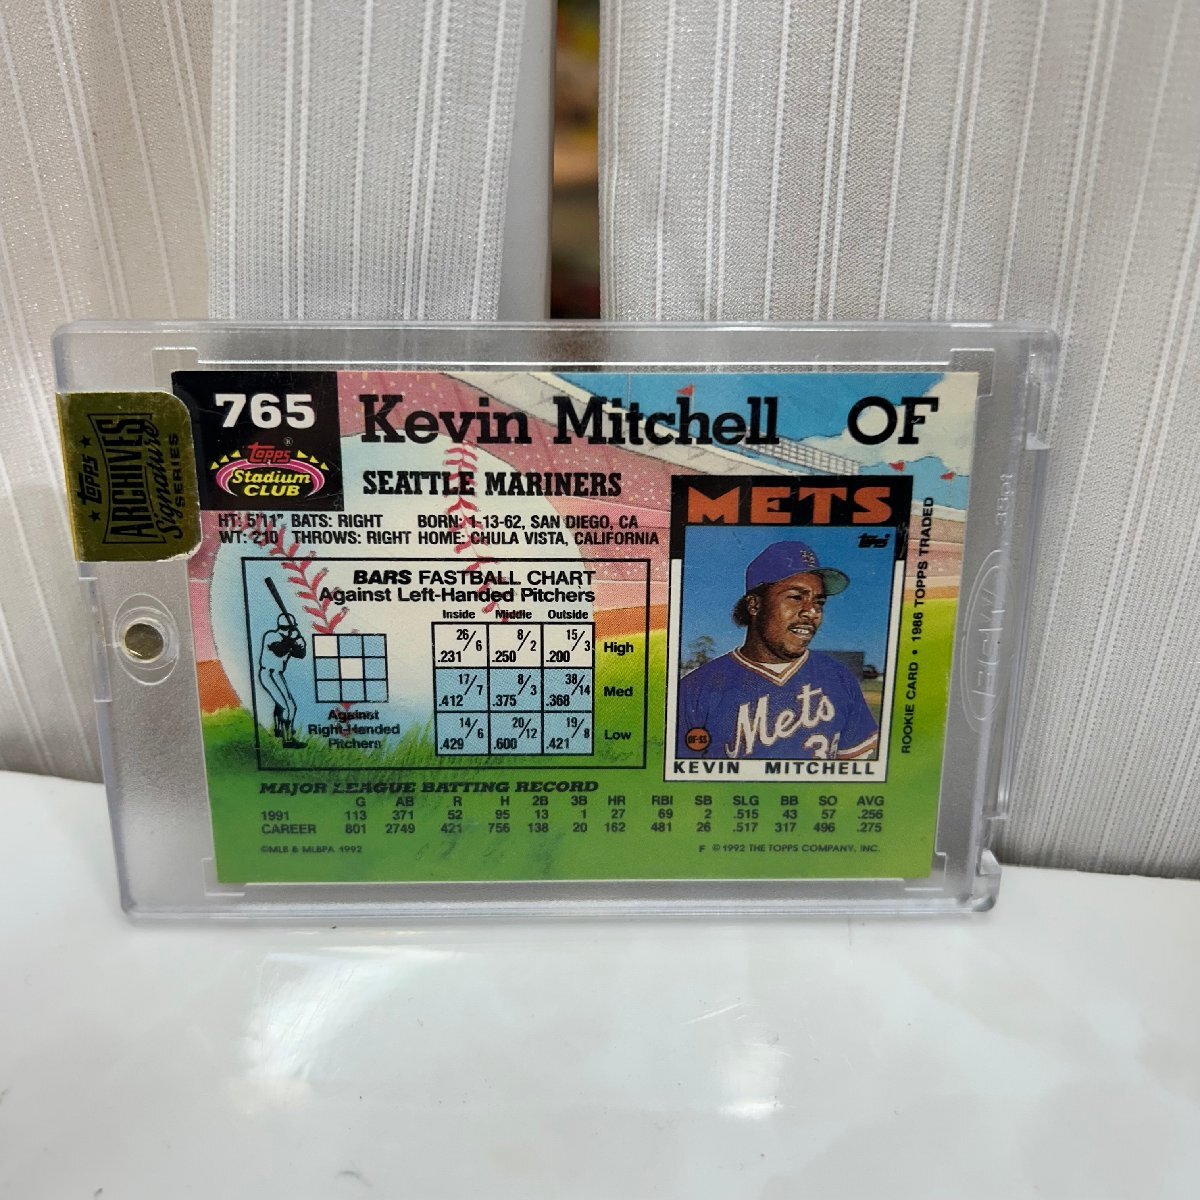 765
Kevin Mitchell OF
Topps®
Stadium
CLUB
SEATTLE MARINERS
HT: 5'11" BATS: RIGHT BORN: 1-13-62, SAN DIEGO, CA
WT: 210 THROWS: RIGHT HOME: CHULA VISTA, CALIFORNIA
★ Topps ★
ARCHIVES
Signature
SERIES
BARS FASTBALL CHART
Against Left-Handed Pitchers
Inside Middle Outside
26/6 8/2 15/3
.231 .250 .200 High
17/7 8/3 38/14
.412 .375 .368 Med
14/6 20/12 19/8
.429 .600 .421 Low
Against
Right-Handed
Pitchers
METS
Topps
Mets
OF-SS
KEVIN MITCHELL
ROOKIE CARD • 1986 TOPPS TRADED
MAJOR LEAGUE BATTING RECORD
G AB R H 2B 3B HR RBI SB SLG BB SO AVG
1991 113 371 52 95 13 1 27 69 2 .515 43 57 .256
CAREER 801 2749 421 756 138 20 162 481 26 .517 317 496 .275
©MLB & MLBPA 1992 F ©1992 THE TOPPS COMPANY, INC.